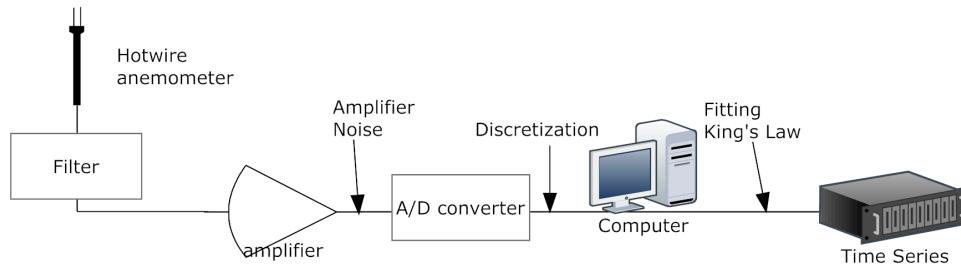 Hotwire
anemometer
Filter
amplifier
Amplifier
Noise
A/D converter
Discretization
Computer
Fitting
King's Law
Time Series